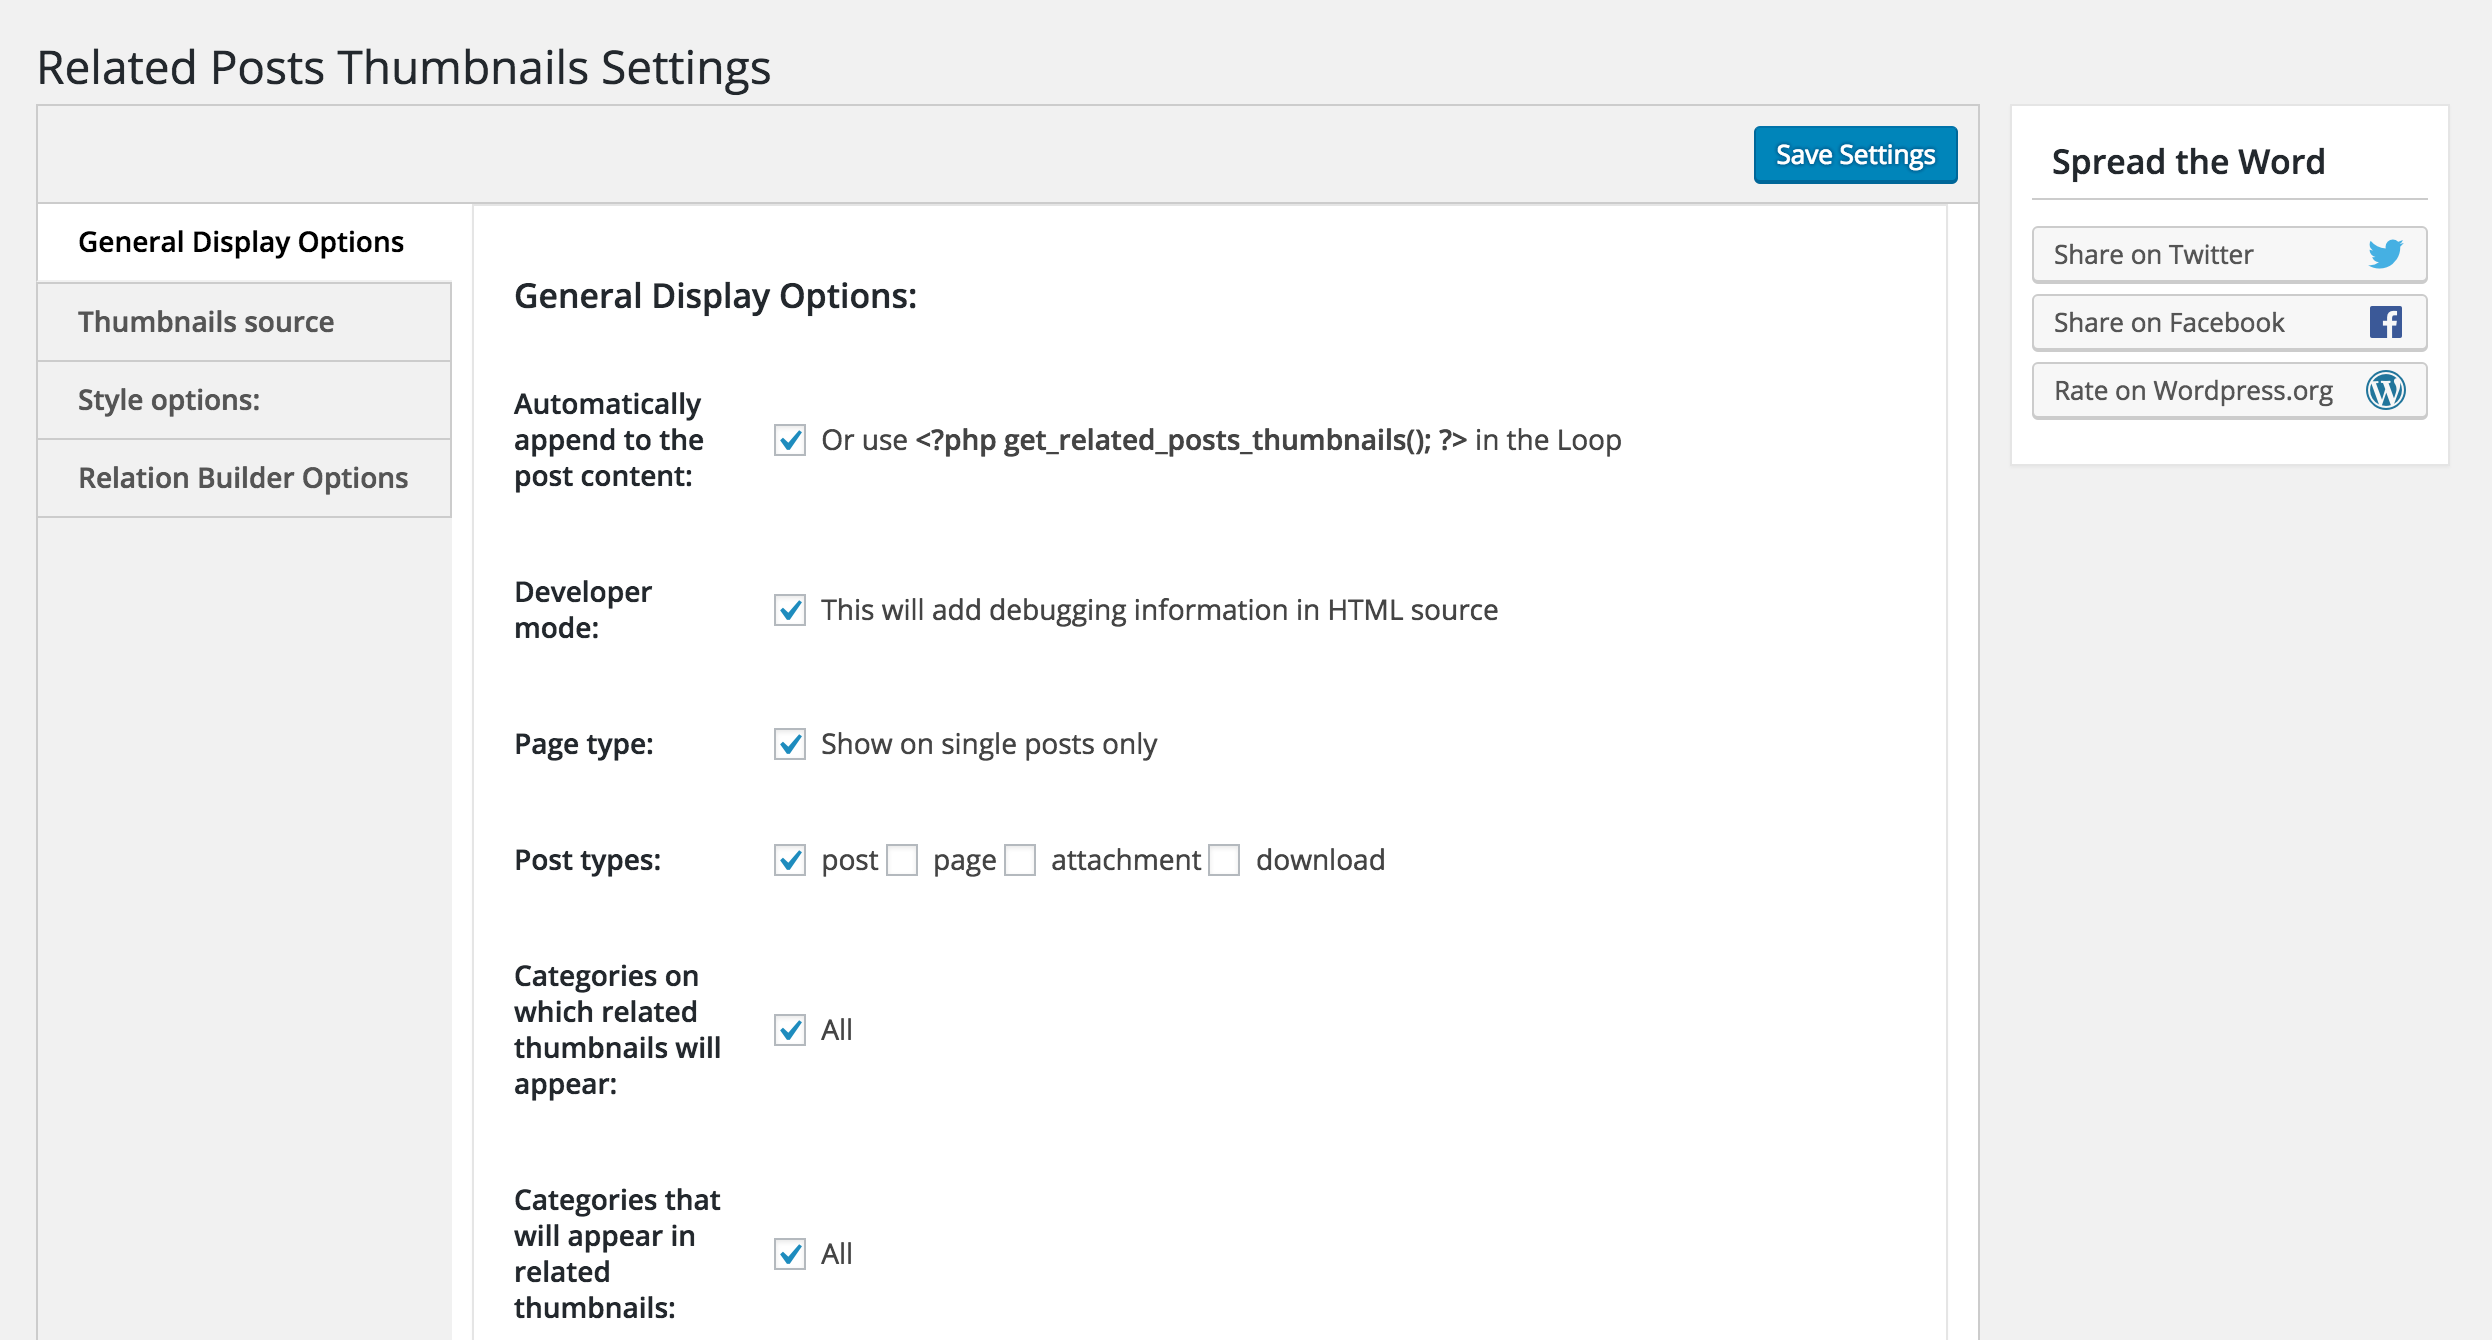 Related Posts Thumbnails Settings
Save Settings
General Display Options
Thumbnails source
Style options:
Relation Builder Options
General Display Options:
Automatically
append to the
post content:
Or use <?php get_related_posts_thumbnails(); ?> in the Loop
Developer
mode:
This will add debugging information in HTML source
Page type:
Show on single posts only
Post types:
post page attachment download
Categories on
which related
thumbnails will
appear:
All
Categories that
will appear in
related
thumbnails:
All
Spread the Word
Share on Twitter
Share on Facebook
Rate on Wordpress.org